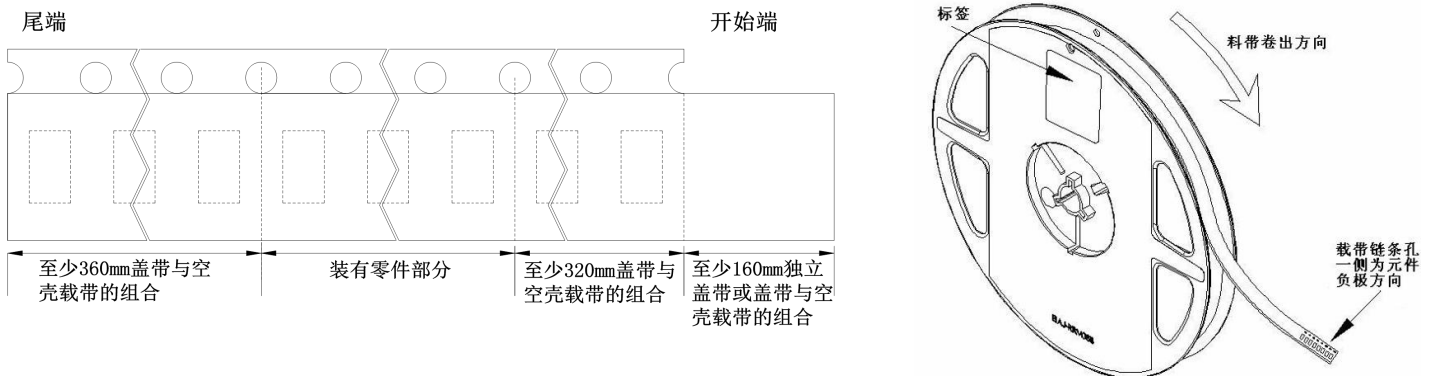 尾端
开始端
至少360mm盖带与空
壳载带的组合
装有零件部分
至少320mm盖带与
空壳载带的组合
至少160mm独立
盖带或盖带与空
壳载带的组合
标签
料带卷出方向
载带链条孔
一侧为元件
负极方向